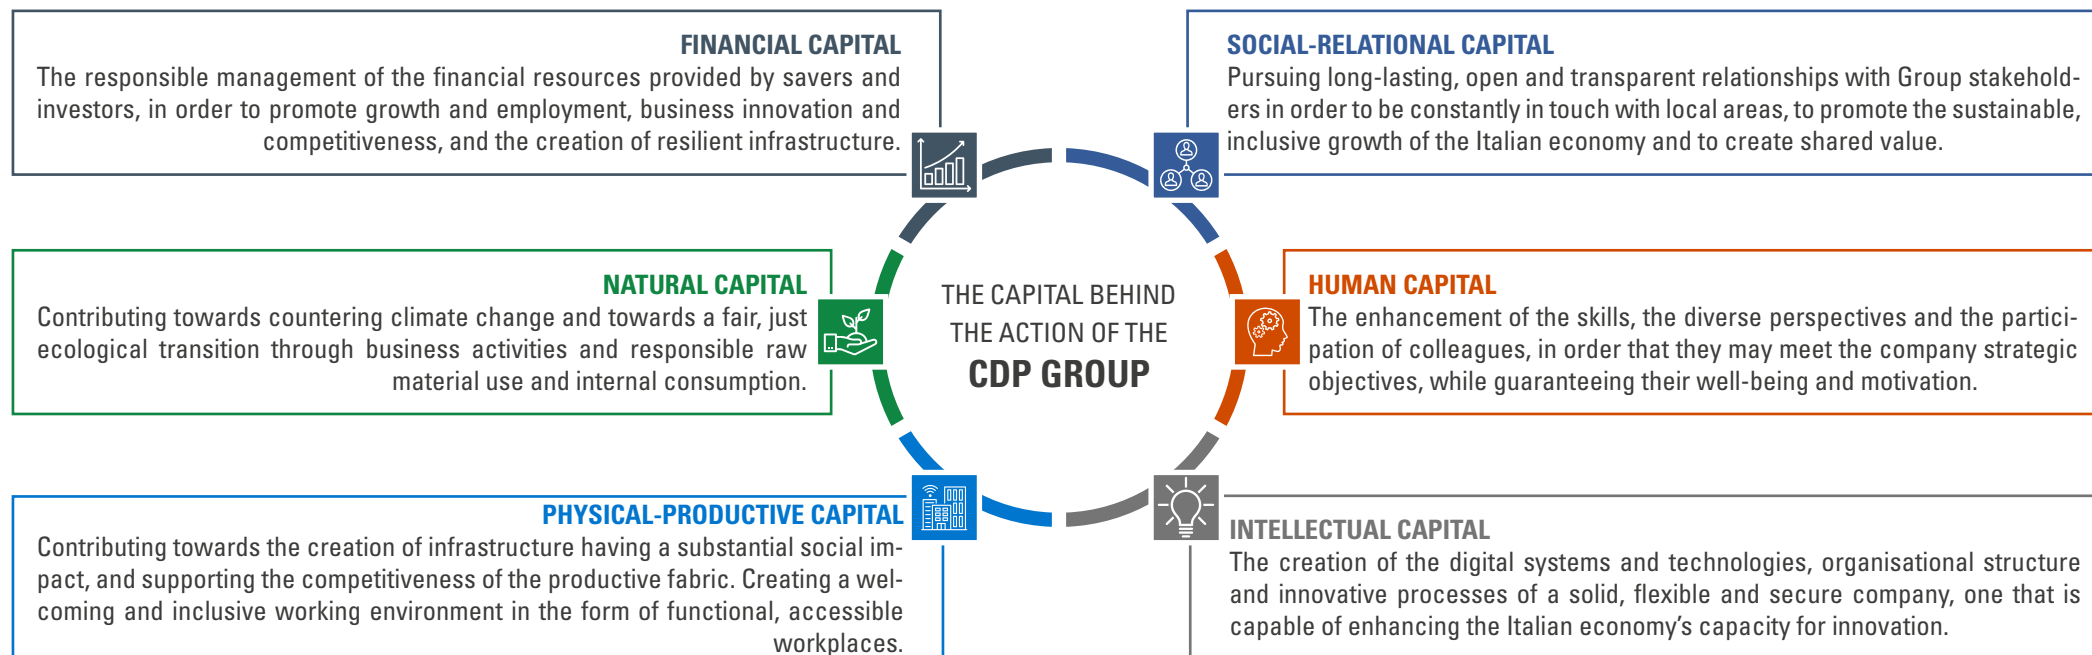 FINANCIAL CAPITAL
The responsible management of the financial resources provided by savers and
investors, in order to promote growth and employment, business innovation and
competitiveness, and the creation of resilient infrastructure.
SOCIAL-RELATIONAL CAPITAL
Pursuing long-lasting, open and transparent relationships with Group stakehold-
ers in order to be constantly in touch with local areas, to promote the sustainable,
inclusive growth of the Italian economy and to create shared value.
NATURAL CAPITAL
Contributing towards countering climate change and towards a fair, just
ecological transition through business activities and responsible raw
material use and internal consumption.
THE CAPITAL BEHIND
THE ACTION OF THE
CDP GROUP
HUMAN CAPITAL
The enhancement of the skills, the diverse perspectives and the partici-
pation of colleagues, in order that they may meet the company strategic
objectives, while guaranteeing their well-being and motivation.
PHYSICAL-PRODUCTIVE CAPITAL
Contributing towards the creation of infrastructure having a substantial social im-
pact, and supporting the competitiveness of the productive fabric. Creating a wel-
coming and inclusive working environment in the form of functional, accessible
workplaces.
INTELLECTUAL CAPITAL
The creation of the digital systems and technologies, organisational structure
and innovative processes of a solid, flexible and secure company, one that is
capable of enhancing the Italian economy's capacity for innovation.